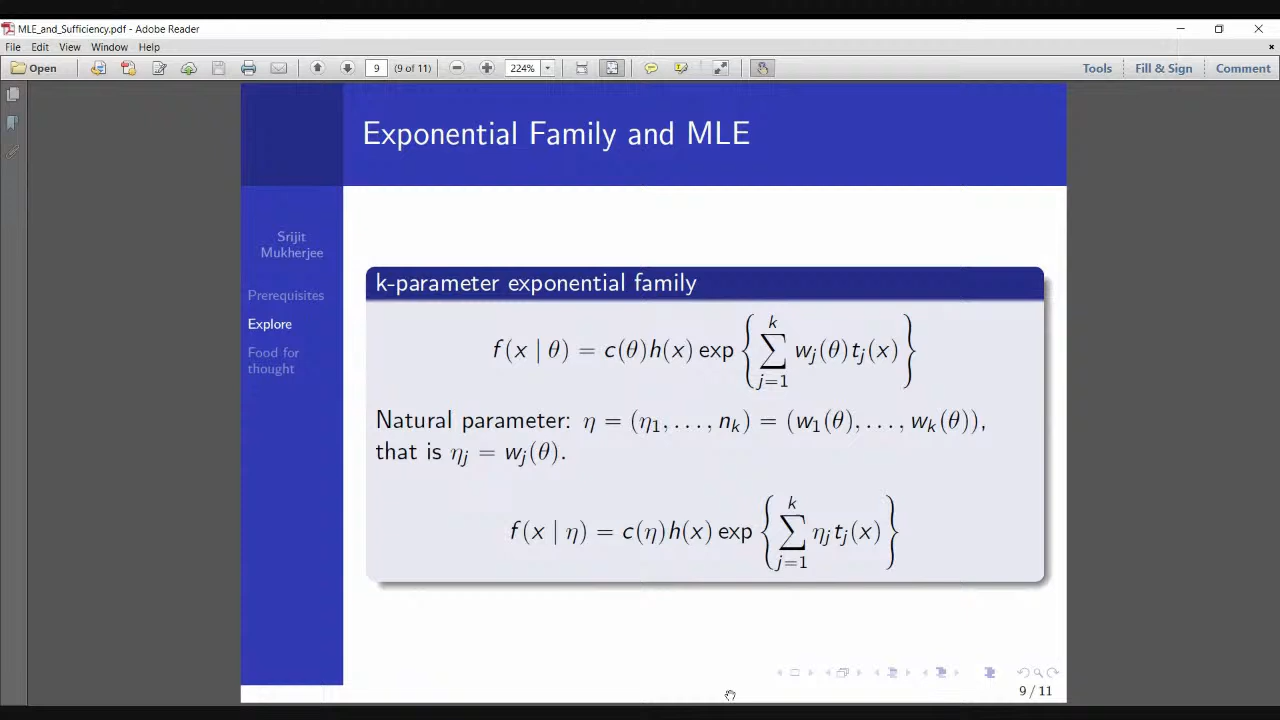 MLE_and_Sufficiency.pdf - Adobe Reader
File Edit View Window Help
Open 9 (9 of 11) 224% Tools Fill & Sign Comment
Exponential Family and MLE
Srijit
Mukherjee
Prerequisites
Explore
Food for
thought
k-parameter exponential family
f(x | θ) = c(θ)h(x) exp { ∑_{j=1}^{k} w_j(θ)t_j(x) }
Natural parameter: η = (η_1, . . . , n_k) = (w_1(θ), . . . , w_k(θ)),
that is η_j = w_j(θ).
f(x | η) = c(η)h(x) exp { ∑_{j=1}^{k} η_j t_j(x) }
9 / 11